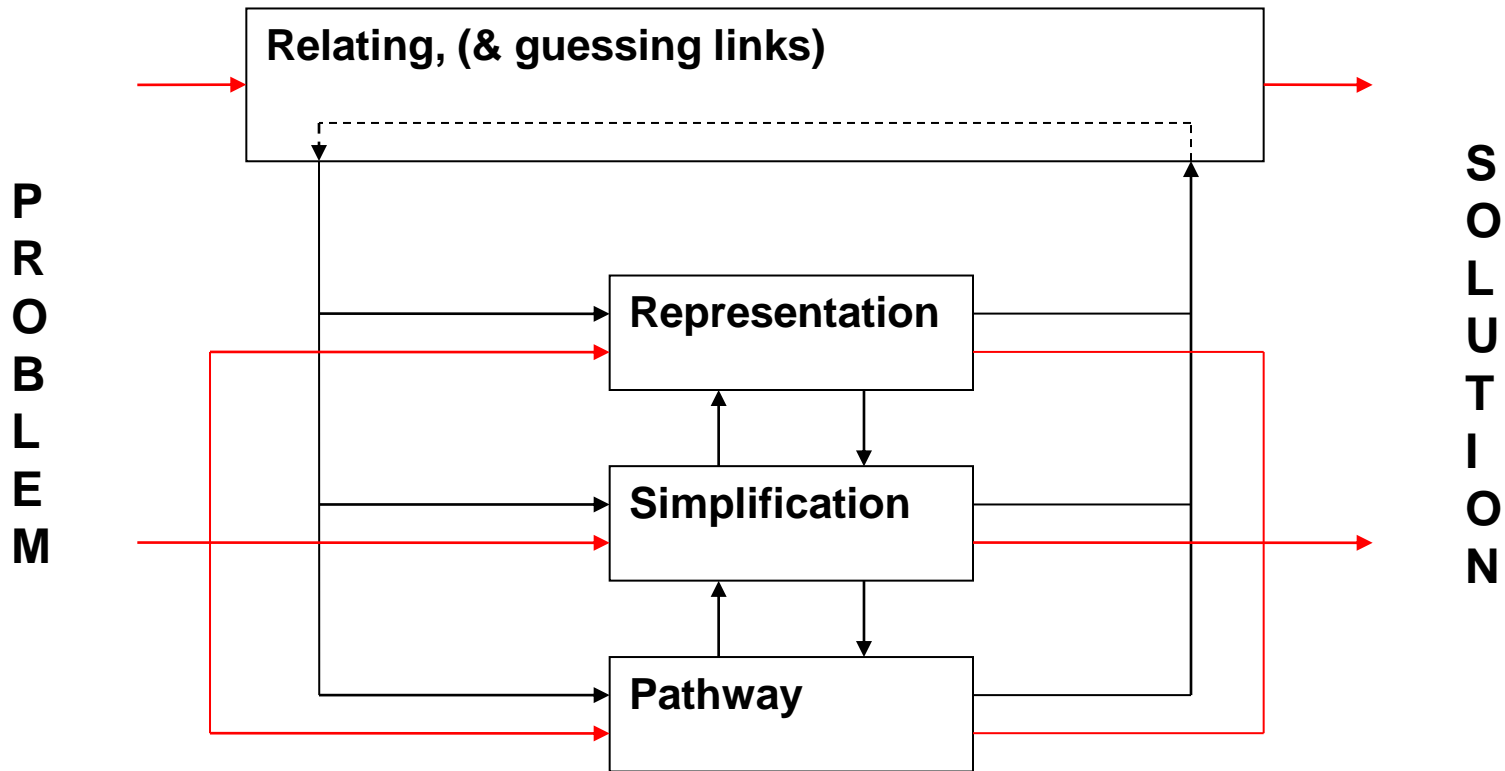 Relating, (& guessing links)
PROBLEM
Representation
Simplification
Pathway
SOLUTION